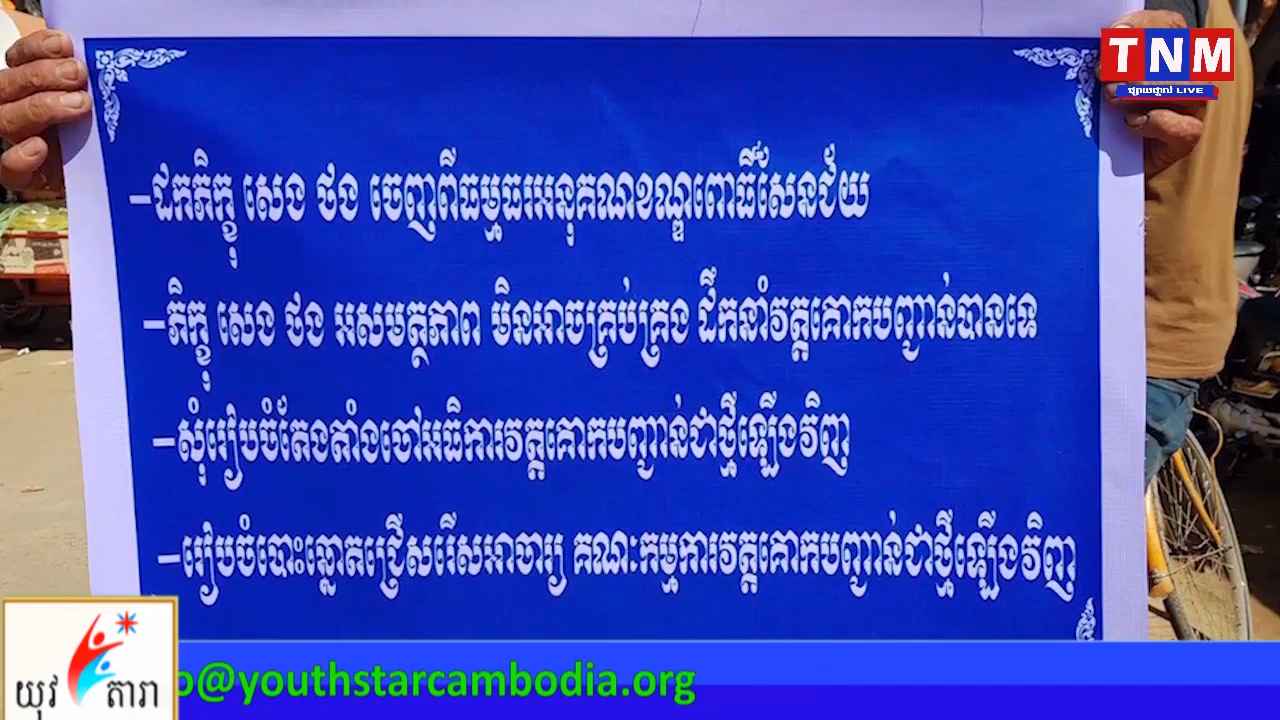 TNM
ផ្សាយផ្ទាល់ LIVE
-ដកភិក្ខុ សេង ថង ចេញពីធម្មធរអនុគណខណ្ឌពោធិ៍សែនជ័យ
-ភិក្ខុ សេង ថង អសមត្ថភាព មិនអាចគ្រប់គ្រង ដឹកនាំវត្តគោកបញ្ជាន់បានទេ
-សុំរៀបចំតែងតាំងចៅអធិការវត្តគោកបញ្ជាន់ជាថ្មីឡើងវិញ
-រៀបចំបោះឆ្នោតជ្រើសរើសអាចារ្យ គណៈកម្មការវត្តគោកបញ្ជាន់ជាថ្មីឡើងវិញ
o@youthstarcambodia.org
យុវ តារា